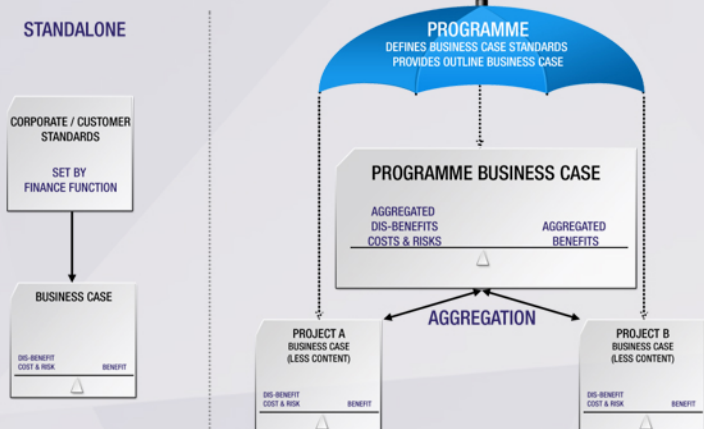 STANDALONE
CORPORATE / CUSTOMER
STANDARDS
SET BY
FINANCE FUNCTION
BUSINESS CASE
DIS-BENEFIT
COST & RISK
BENEFIT
PROGRAMME
DEFINES BUSINESS CASE STANDARDS
PROVIDES OUTLINE BUSINESS CASE
PROGRAMME BUSINESS CASE
AGGREGATED
DIS-BENEFITS
COSTS & RISKS
AGGREGATED
BENEFITS
AGGREGATION
PROJECT A
BUSINESS CASE
(LESS CONTENT)
DIS-BENEFIT
COST & RISK
BENEFIT
PROJECT B
BUSINESS CASE
(LESS CONTENT)
DIS-BENEFIT
COST & RISK
BENEFIT